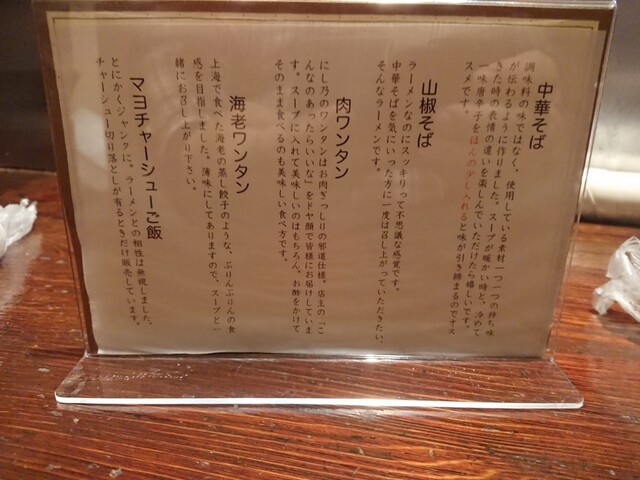 中華そば
調味料の味ではなく、使用している素材一つ一つの持ち味
が伝わるように作りました。スープが暖かい時と、冷めて
きた時の表情の違いを楽しんでいただけたら嬉しいです。
一味唐辛子をほんの少し入れると味が引き締まるのでオス
スメです。
山椒そば
ラーメンなのにスッキリって不思議な感覚です。
中華そばを気にいった方に一度は召し上がっていただきたい、
そんなラーメンです。
肉ワンタン
にし乃のワンタンはお肉ぎっしりの邪道仕様。店主の「こ
んなのあったらいいな」をドヤ顔で皆様にお届けしていま
す。スープに入れて美味しいのはもちろん、お酢をかけて
そのまま食べるのも美味しい食べ方です。
海老ワンタン
上海で食べた海老の蒸し餃子のような、ぷりんぷりんの食
感を目指しました。薄味にしてありますので、スープと一
緒にお召し上がり下さい。
マヨチャーシューご飯
とにかくジャンクに。ラーメンとの相性は無視しました。
チャーシュー切り落としが有るときだけ販売しています。